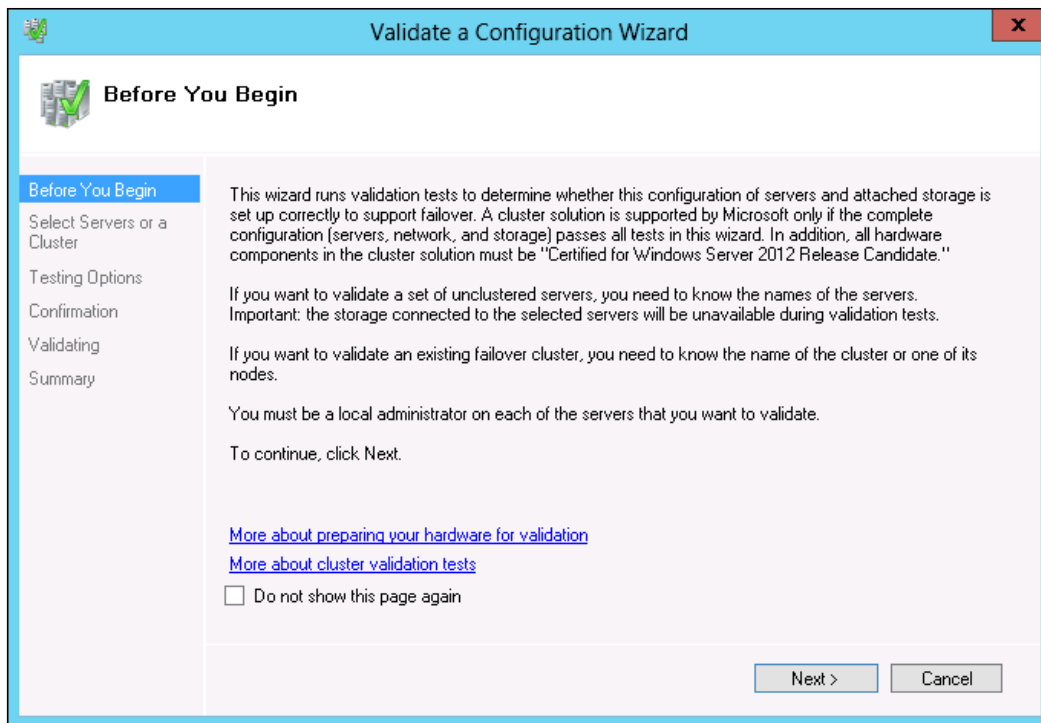 Validate a Configuration Wizard
X
Before You Begin
Before You Begin
Select Servers or a
Cluster
Testing Options
Confirmation
Validating
Summary
This wizard runs validation tests to determine whether this configuration of servers and attached storage is
set up correctly to support failover. A cluster solution is supported by Microsoft only if the complete
configuration (servers, network, and storage) passes all tests in this wizard. In addition, all hardware
components in the cluster solution must be "Certified for Windows Server 2012 Release Candidate."
If you want to validate a set of unclustered servers, you need to know the names of the servers.
Important: the storage connected to the selected servers will be unavailable during validation tests.
If you want to validate an existing failover cluster, you need to know the name of the cluster or one of its
nodes.
You must be a local administrator on each of the servers that you want to validate.
To continue, click Next.
More about preparing your hardware for validation
More about cluster validation tests
Do not show this page again
Next >
Cancel